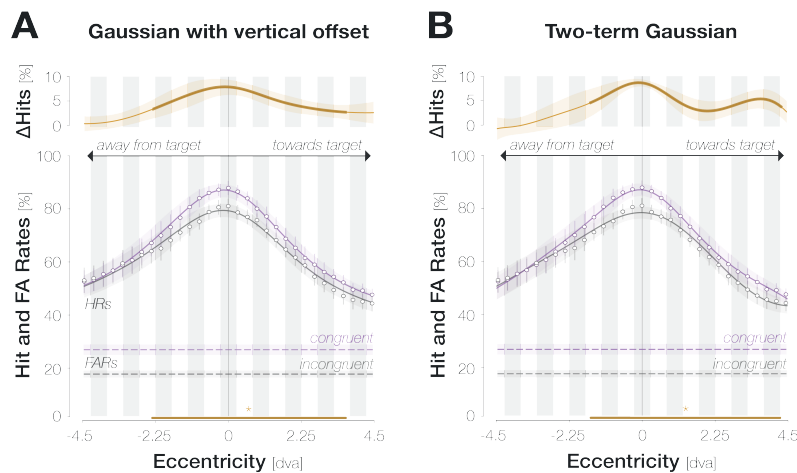 A Gaussian with vertical offset
ΔHits [%]
10
5
0
away from target towards target
Hit and FA Rates [%]
100
80
60
40
20
0
HRs
congruent
FARs incongruent
*
-4.5 -2.25 0 2.25 4.5
Eccentricity [dva]
B Two-term Gaussian
ΔHits [%]
10
5
0
away from target towards target
Hit and FA Rates [%]
100
80
60
40
20
0
HRs
congruent
FARs incongruent
*
-4.5 -2.25 0 2.25 4.5
Eccentricity [dva]